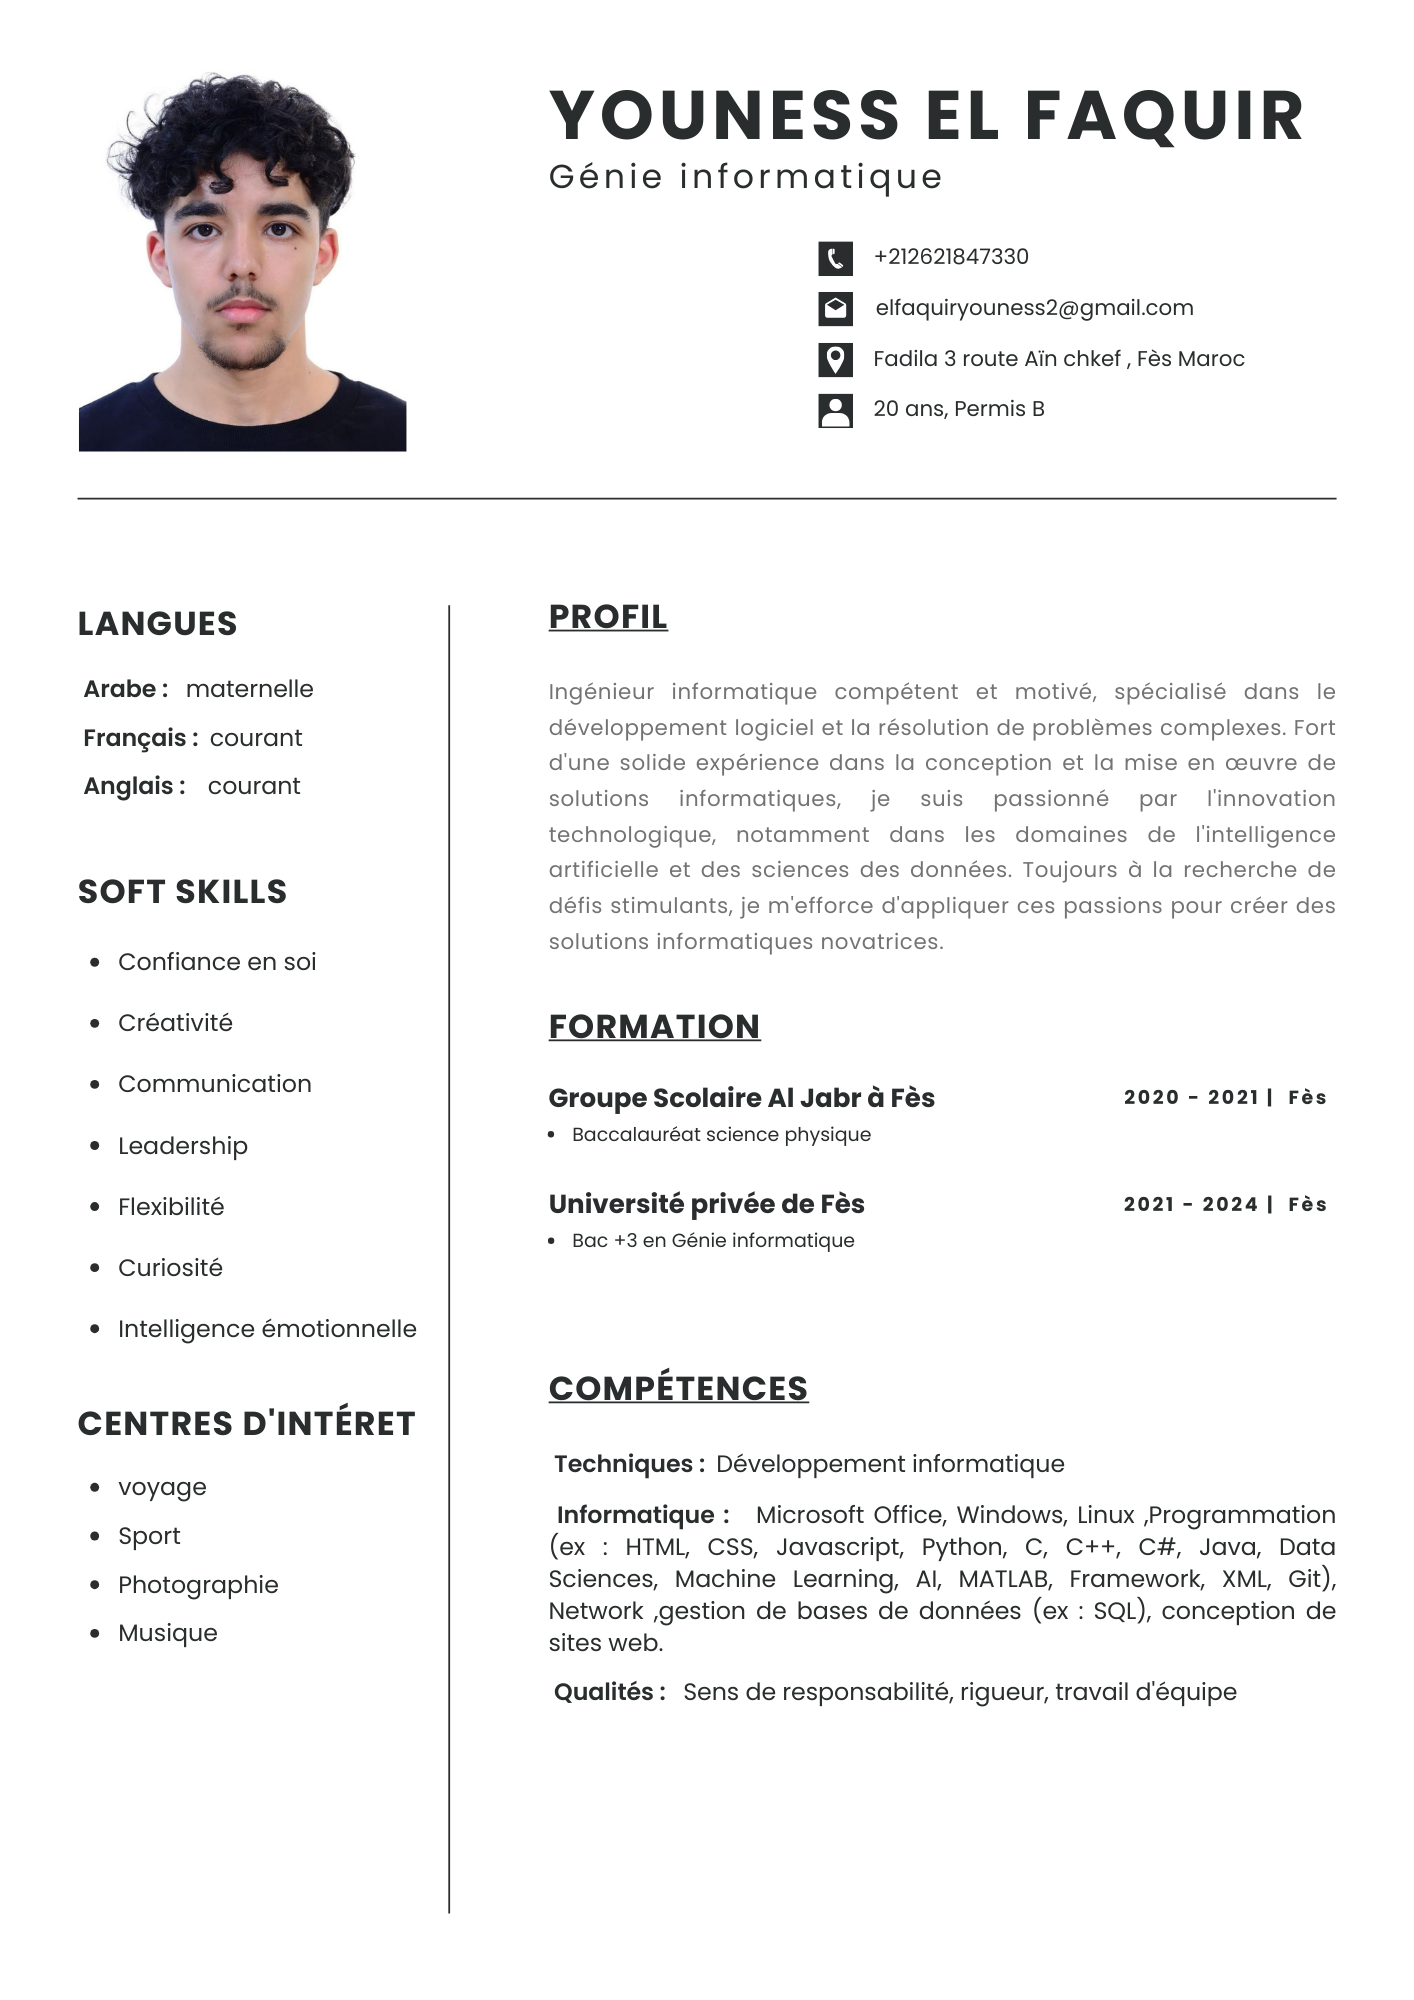 YOUNESS EL FAQUIR
Génie informatique
+212621847330
elfaquiryouness2@gmail.com
Fadila 3 route Aïn chkef , Fès Maroc
20 ans, Permis B
LANGUES
Arabe : maternelle
Français : courant
Anglais : courant
SOFT SKILLS
• Confiance en soi
• Créativité
• Communication
• Leadership
• Flexibilité
• Curiosité
• Intelligence émotionnelle
CENTRES D'INTÉRET
• voyage
• Sport
• Photographie
• Musique
PROFIL
Ingénieur informatique compétent et motivé, spécialisé dans le
développement logiciel et la résolution de problèmes complexes. Fort
d'une solide expérience dans la conception et la mise en œuvre de
solutions informatiques, je suis passionné par l'innovation
technologique, notamment dans les domaines de l'intelligence
artificielle et des sciences des données. Toujours à la recherche de
défis stimulants, je m'efforce d'appliquer ces passions pour créer des
solutions informatiques novatrices.
FORMATION
Groupe Scolaire Al Jabr à Fès 2020 - 2021 | Fès
• Baccalauréat science physique
Université privée de Fès 2021 - 2024 | Fès
• Bac +3 en Génie informatique
COMPÉTENCES
Techniques : Développement informatique
Informatique : Microsoft Office, Windows, Linux ,Programmation
(ex : HTML, CSS, Javascript, Python, C, C++, C#, Java, Data
Sciences, Machine Learning, AI, MATLAB, Framework, XML, Git),
Network ,gestion de bases de données (ex : SQL), conception de
sites web.
Qualités : Sens de responsabilité, rigueur, travail d'équipe